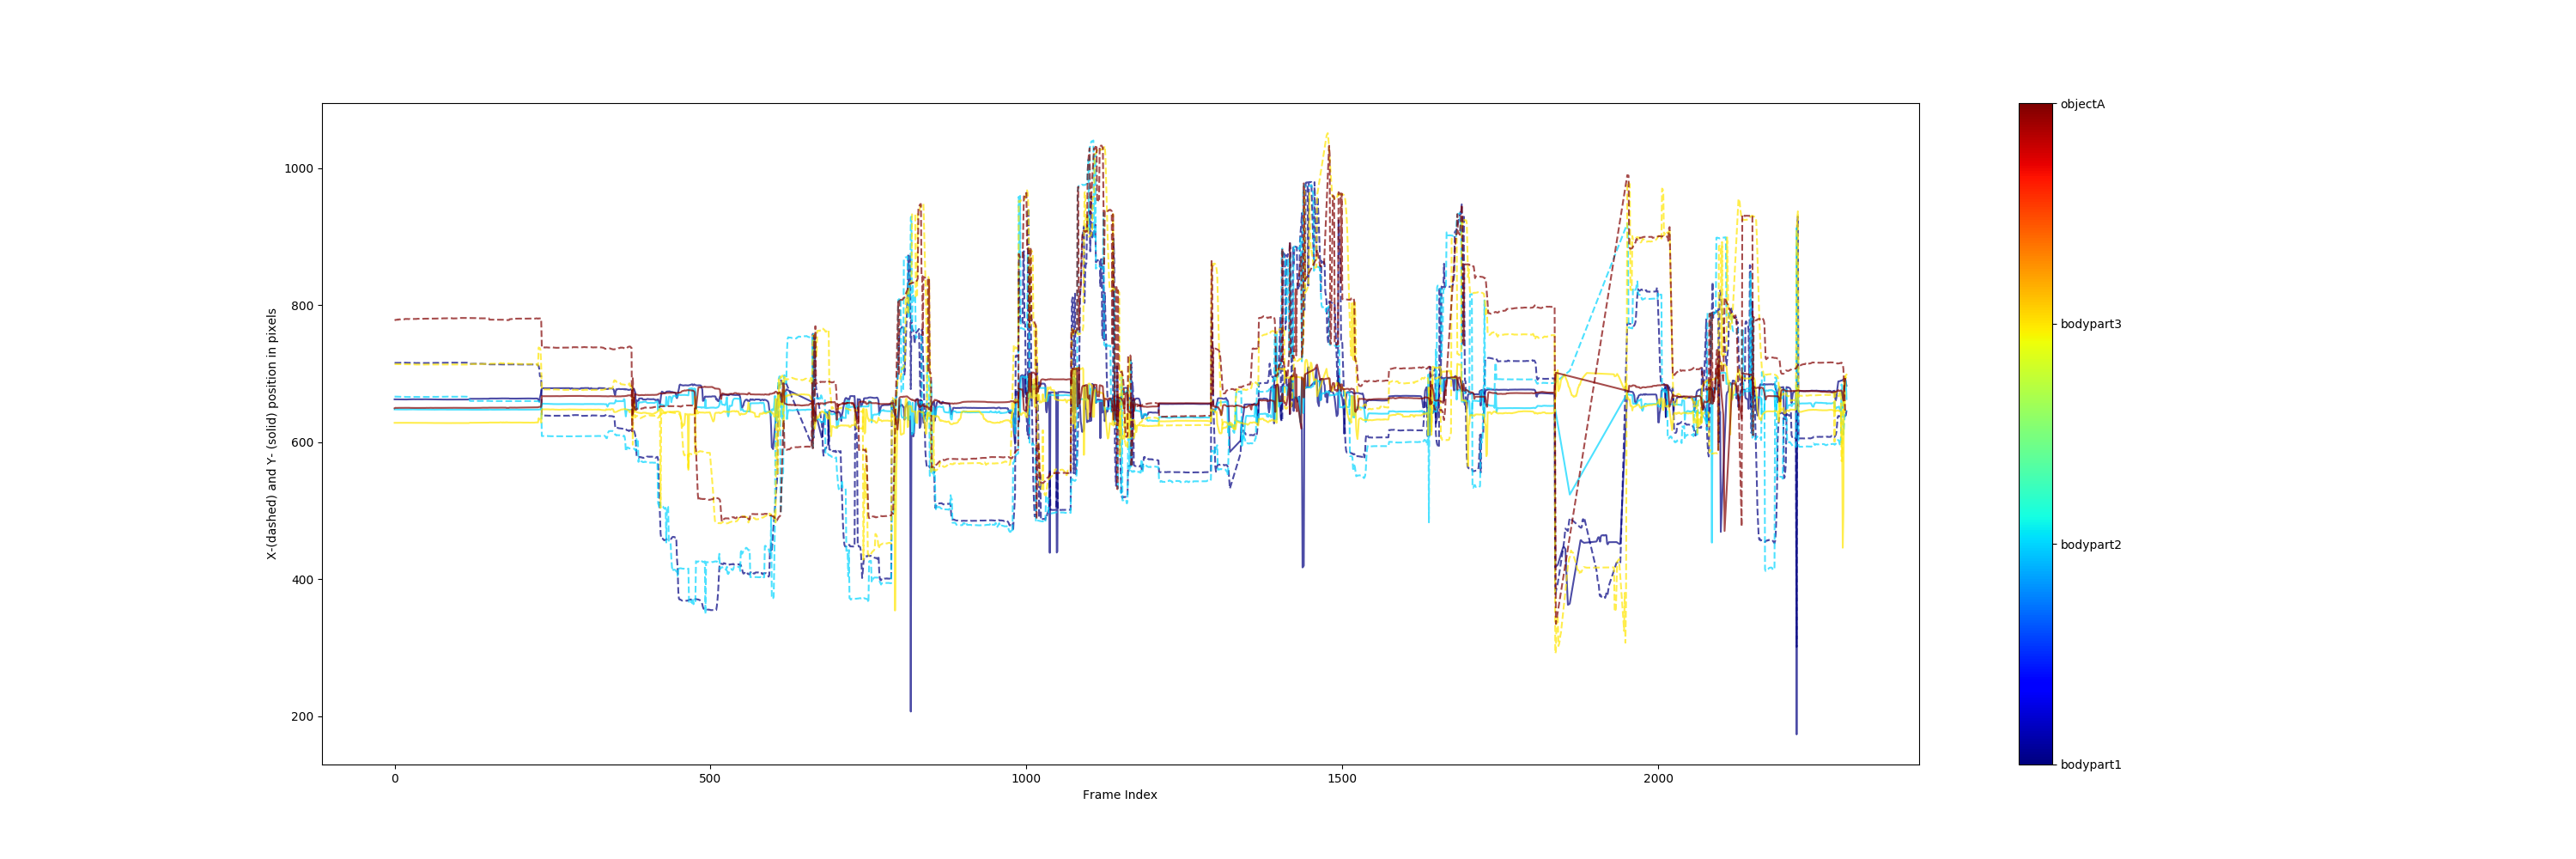 X-(dashed) and Y- (solid) position in pixels
1000
800
600
400
200
0
500
1000
1500
2000
Frame Index
objectA
bodypart3
bodypart2
bodypart1